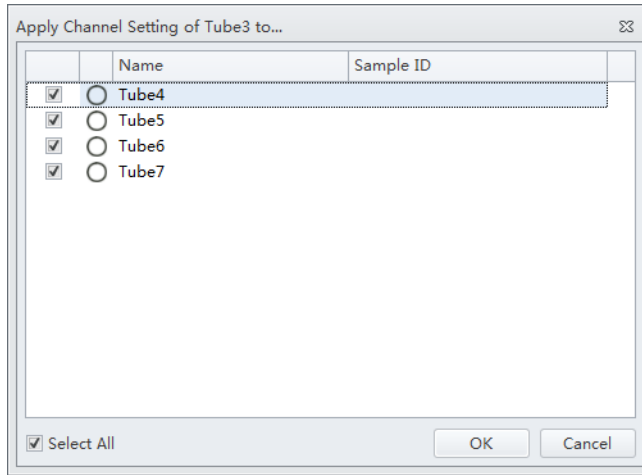 Apply Channel Setting of Tube3 to...
Name Sample ID
Tube4
Tube5
Tube6
Tube7
Select All OK Cancel